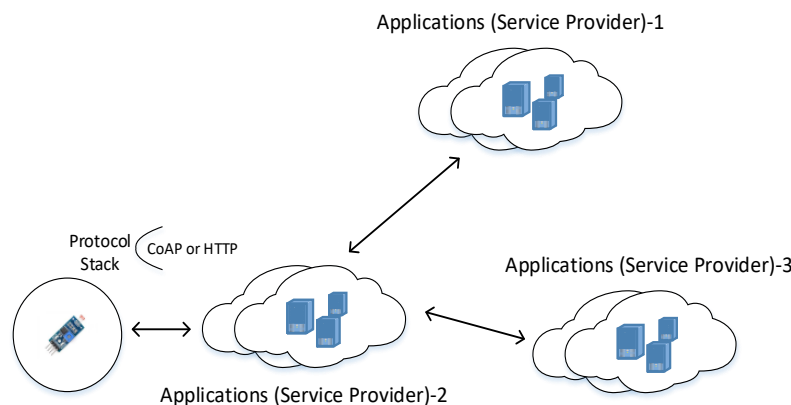 Applications (Service Provider)-1
Protocol
Stack
CoAP or HTTP
Applications (Service Provider)-3
Applications (Service Provider)-2